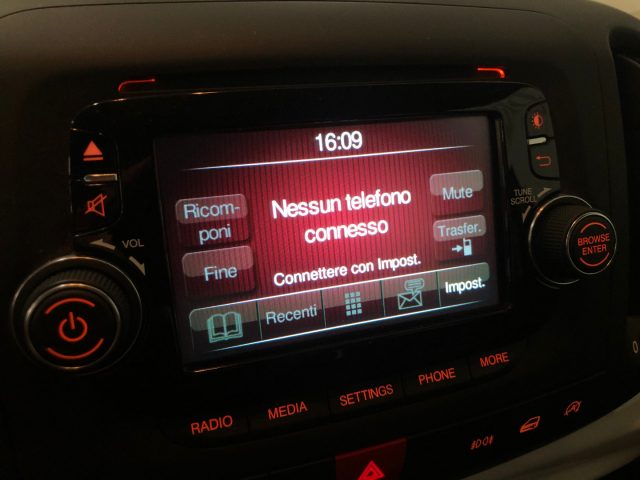 16:09
Ricom-
poni
Nessun telefono
connesso
Mute
Trasfer.
Fine
Connettere con Impost.
Recenti
Impost.
VOL
TUNE
SCROLL
BROWSE
ENTER
RADIO
MEDIA
SETTINGS
PHONE
MORE
0